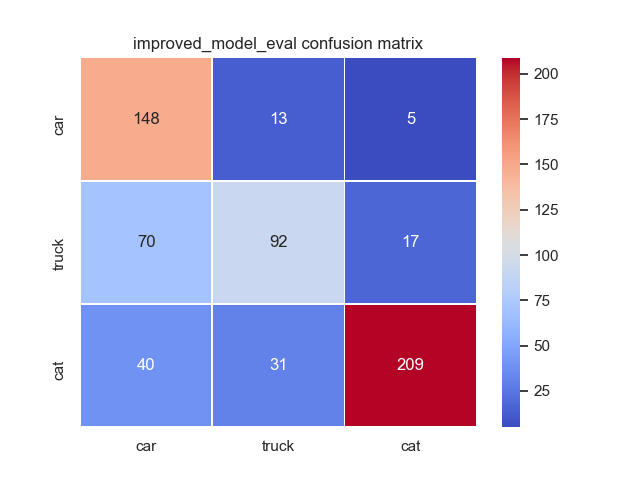 improved_model_eval confusion matrix
car 148 13 5
truck 70 92 17
cat 40 31 209
car truck cat
200
175
150
125
100
75
50
25